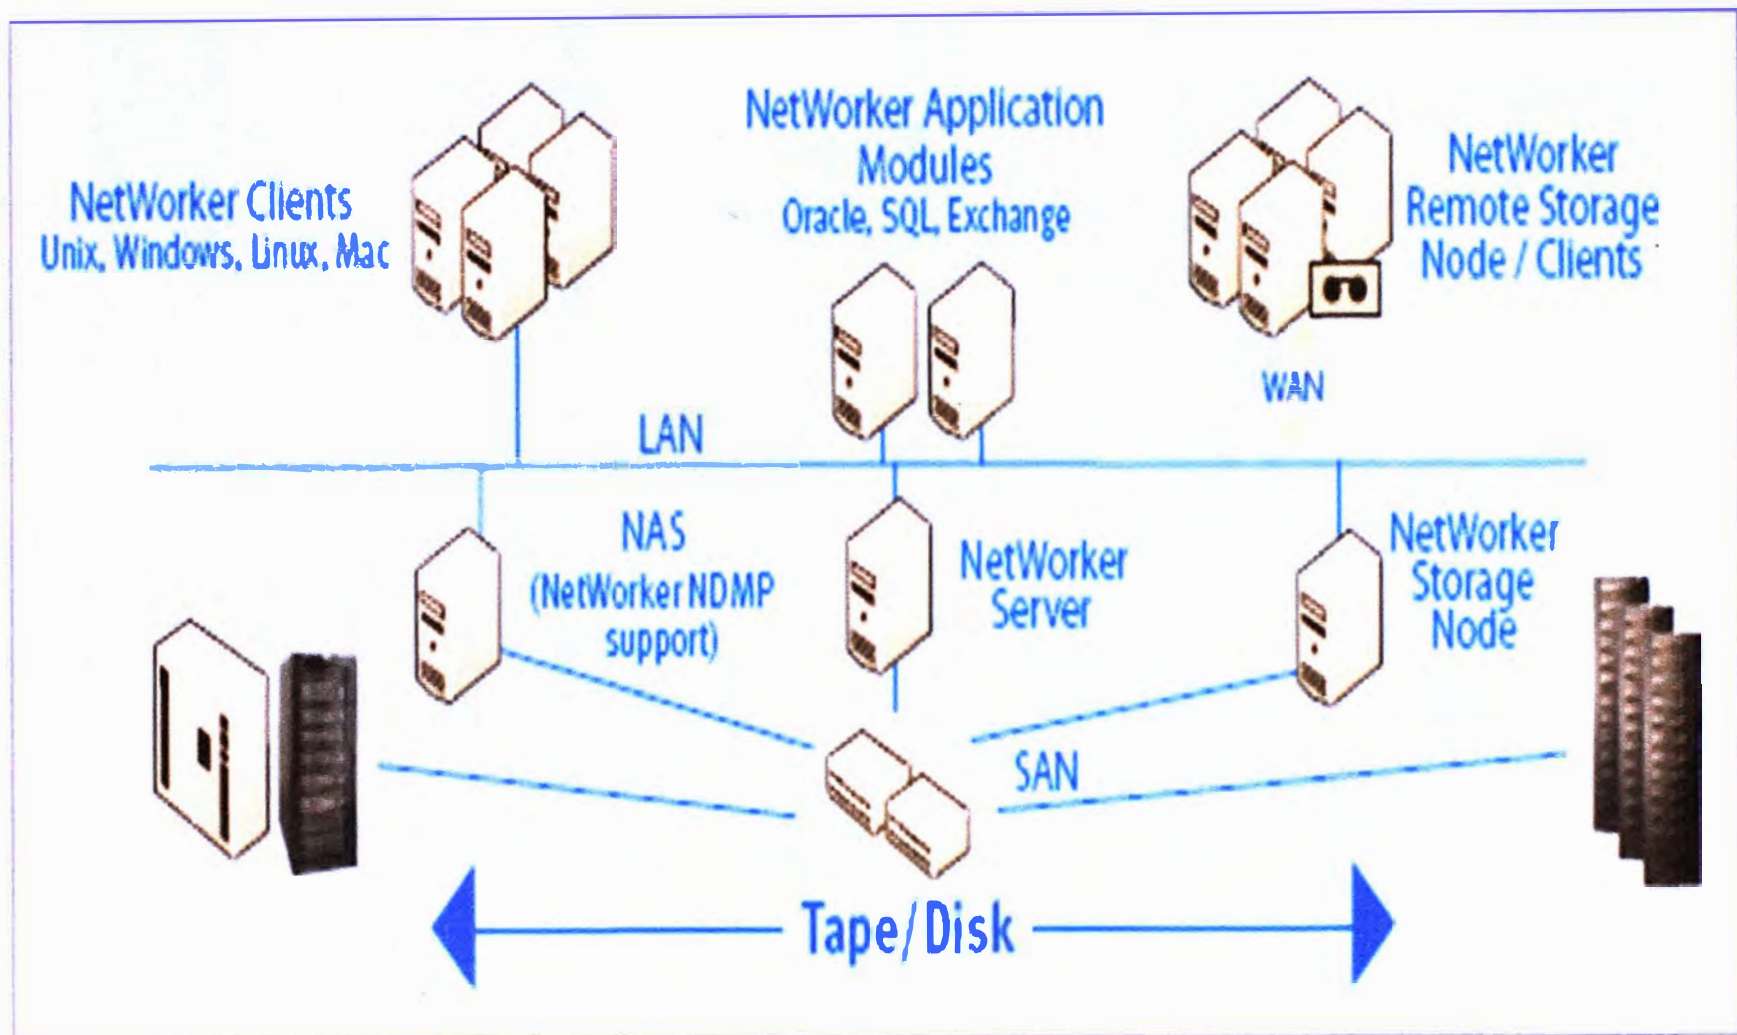 NetWorker Clients
Unix, Windows, Linux, Mac
NetWorker Application
Modules
Oracle, SQL, Exchange
NetWorker
Remote Storage
Node / Clients
WAN
LAN
NAS
(NetWorker NDMP
support)
NetWorker
Server
NetWorker
Storage
Node
SAN
Tape/Disk